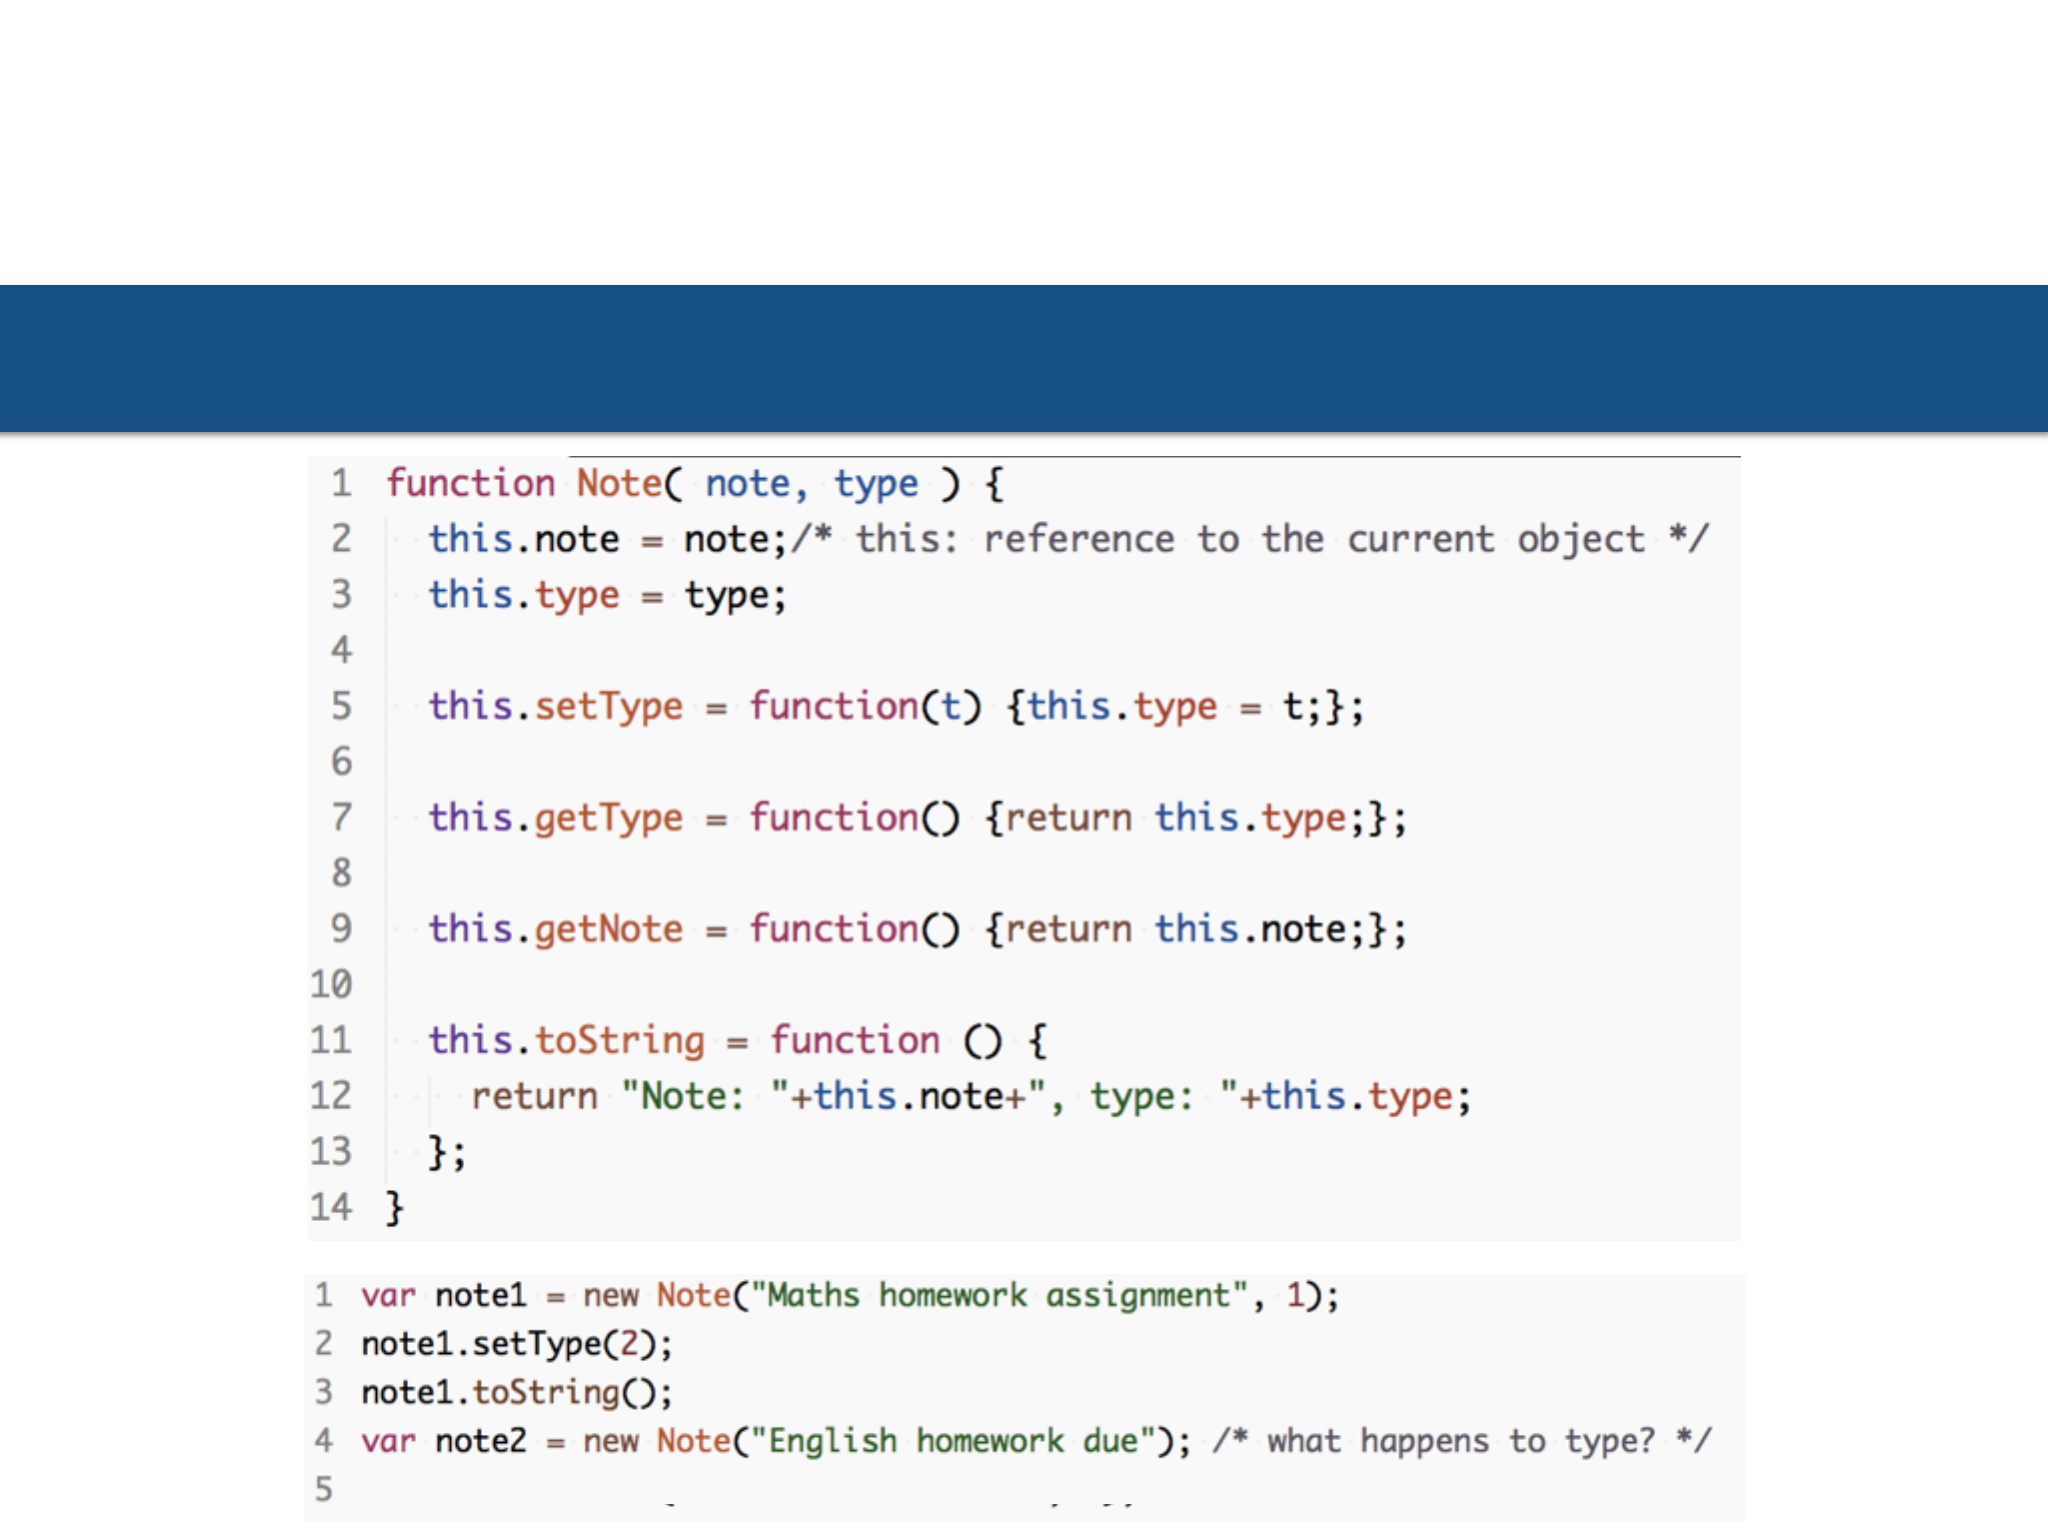 1 function Note( note, type ) {
2 this.note = note;/* this: reference to the current object */
3 this.type = type;
4
5 this.setType = function(t) {this.type = t;};
6
7 this.getType = function() {return this.type;};
8
9 this.getNote = function() {return this.note;};
10
11 this.toString = function () {
12 return "Note: "+this.note+", type: "+this.type;
13 };
14 }
1 var note1 = new Note("Maths homework assignment", 1);
2 note1.setType(2);
3 note1.toString();
4 var note2 = new Note("English homework due"); /* what happens to type? */
5